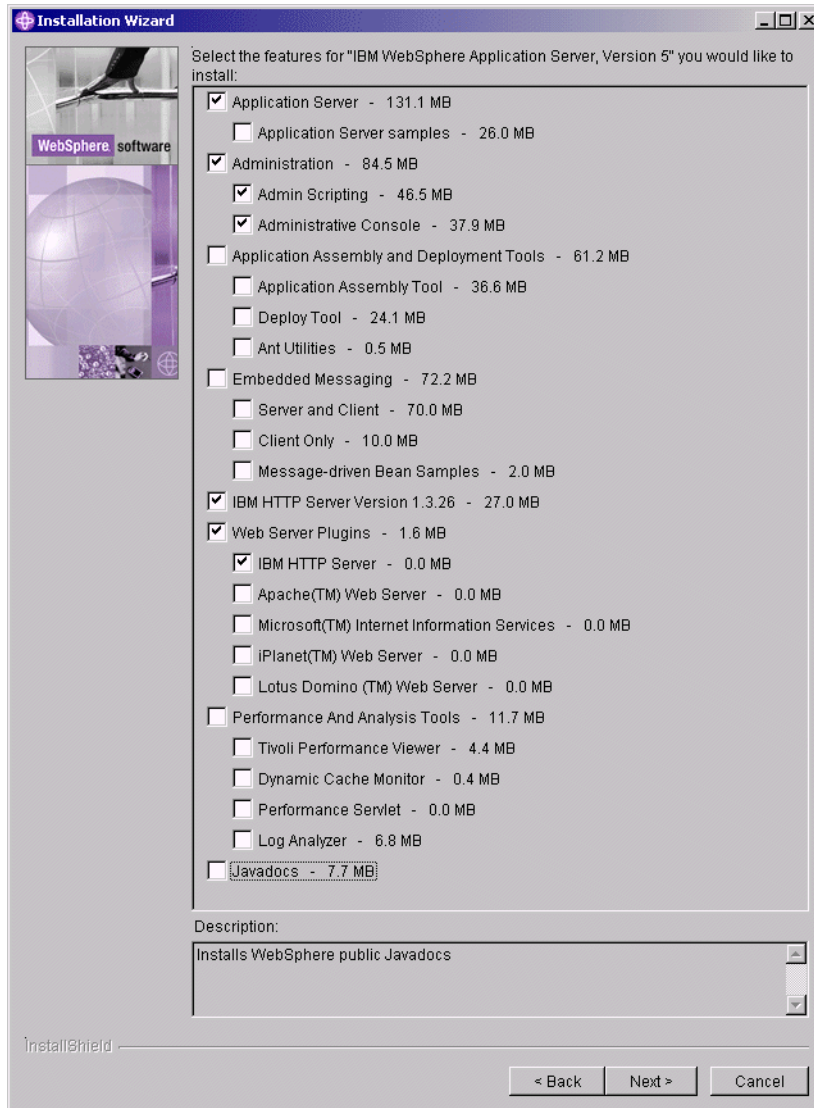 Installation Wizard
Select the features for "IBM WebSphere Application Server, Version 5" you would like to
install:
WebSphere software
Application Server - 131.1 MB
Application Server samples - 26.0 MB
Administration - 84.5 MB
Admin Scripting - 46.5 MB
Administrative Console - 37.9 MB
Application Assembly and Deployment Tools - 61.2 MB
Application Assembly Tool - 36.6 MB
Deploy Tool - 24.1 MB
Ant Utilities - 0.5 MB
Embedded Messaging - 72.2 MB
Server and Client - 70.0 MB
Client Only - 10.0 MB
Message-driven Bean Samples - 2.0 MB
IBM HTTP Server Version 1.3.26 - 27.0 MB
Web Server Plugins - 1.6 MB
IBM HTTP Server - 0.0 MB
Apache(TM) Web Server - 0.0 MB
Microsoft(TM) Internet Information Services - 0.0 MB
iPlanet(TM) Web Server - 0.0 MB
Lotus Domino (TM) Web Server - 0.0 MB
Performance And Analysis Tools - 11.7 MB
Tivoli Performance Viewer - 4.4 MB
Dynamic Cache Monitor - 0.4 MB
Performance Servlet - 0.0 MB
Log Analyzer - 6.8 MB
Javadocs - 7.7 MB
Description:
Installs WebSphere public Javadocs
InstallShield
< Back
Next >
Cancel